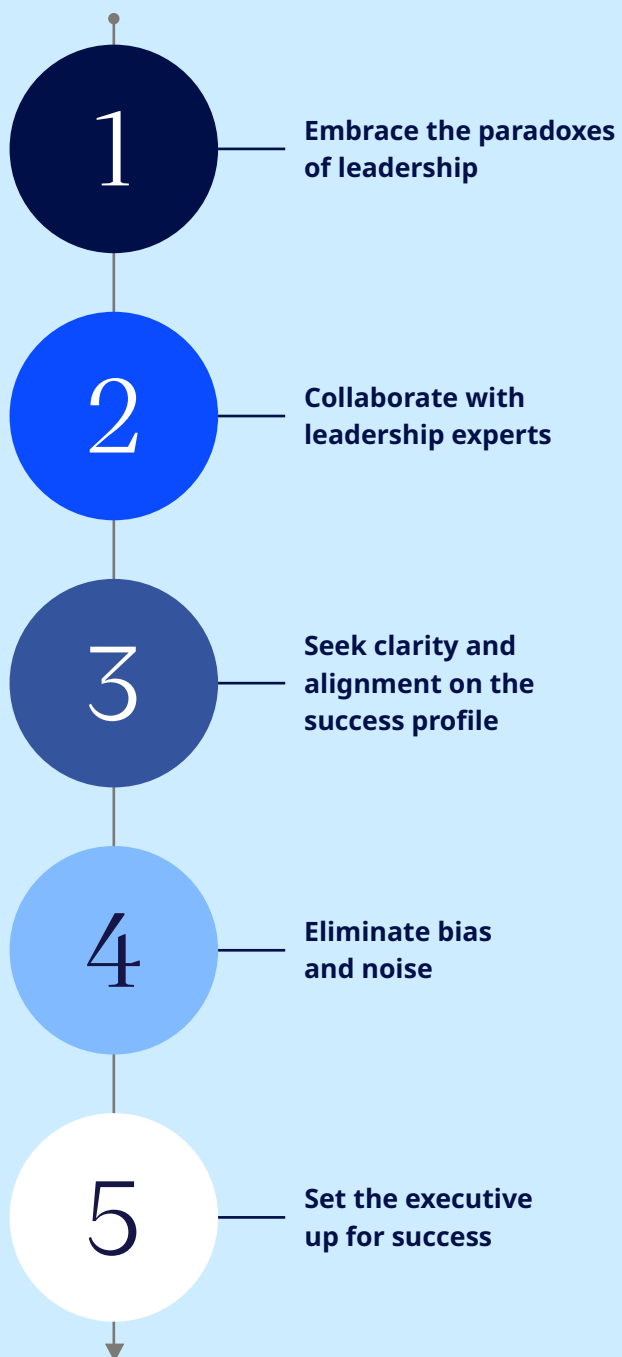 1
Embrace the paradoxes
of leadership
2
Collaborate with
leadership experts
3
Seek clarity and
alignment on the
success profile
4
Eliminate bias
and noise
5
Set the executive
up for success